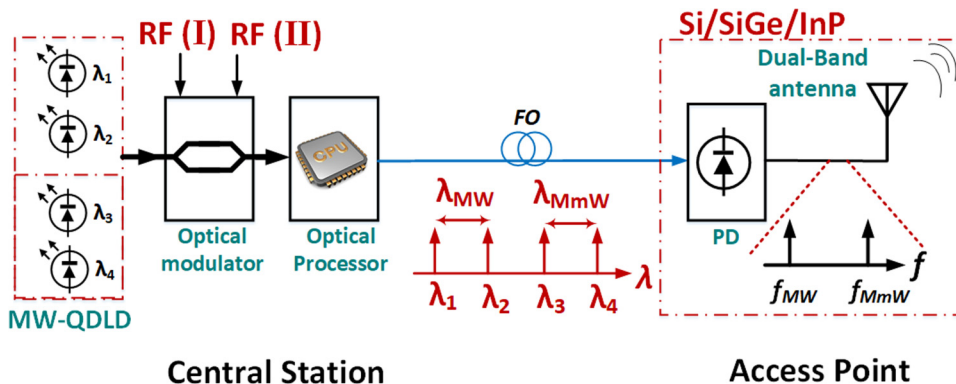 RF (I) RF (II)
Si/SiGe/InP
Dual-Band
antenna
λ1
λ2
λ3
λ4
MW-QDLD
Optical
modulator
CPU
Optical
Processor
FO
λMW
λMmW
λ1 λ2 λ3 λ4 λ
PD
fMW fMmW f
Central Station
Access Point